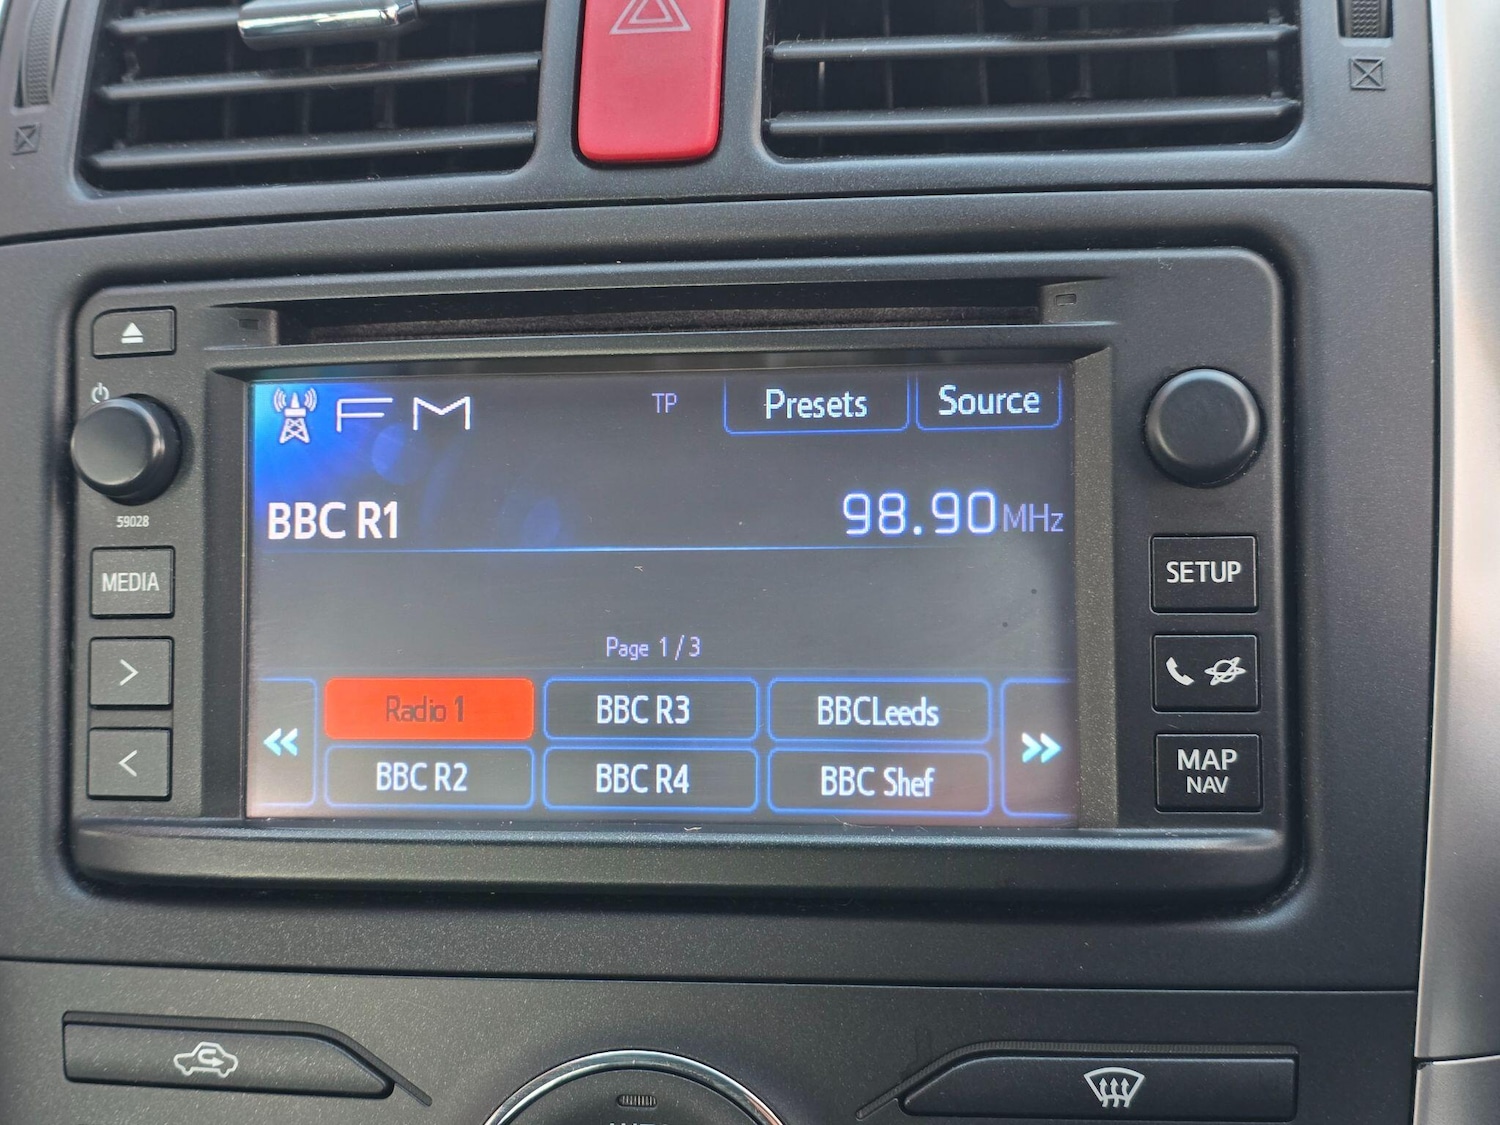 FM
TP
Presets
Source
BBC R1
98.90MHz
Page 1 / 3
Radio 1
BBC R3
BBCLeeds
BBC R2
BBC R4
BBC Shef
59028
MEDIA
SETUP
MAP
NAV